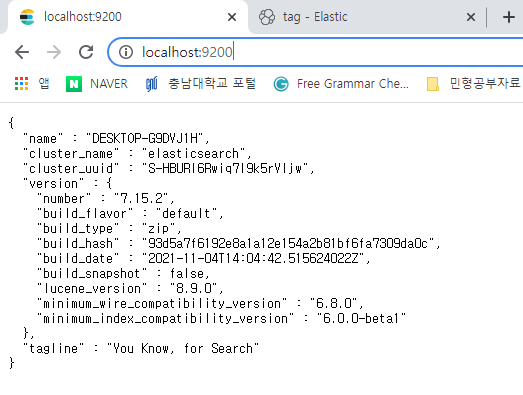 localhost:9200
tag - Elastic
localhost:9200
앱 NAVER 충남대학교 포털 Free Grammar Che... 민형공부자료
{
"name" : "DESKTOP-G9DVJ1H",
"cluster_name" : "elasticsearch",
"cluster_uuid" : "S-HBURl6Rwiq7l9k5rVljw",
"version" : {
"number" : "7.15.2",
"build_flavor" : "default",
"build_type" : "zip",
"build_hash" : "93d5a7f6192e8a1a12e154a2b81bf6fa7309da0c",
"build_date" : "2021-11-04T14:04:42.515624022Z",
"build_snapshot" : false,
"lucene_version" : "8.9.0",
"minimum_wire_compatibility_version" : "6.8.0",
"minimum_index_compatibility_version" : "6.0.0-beta1"
},
"tagline" : "You Know, for Search"
}